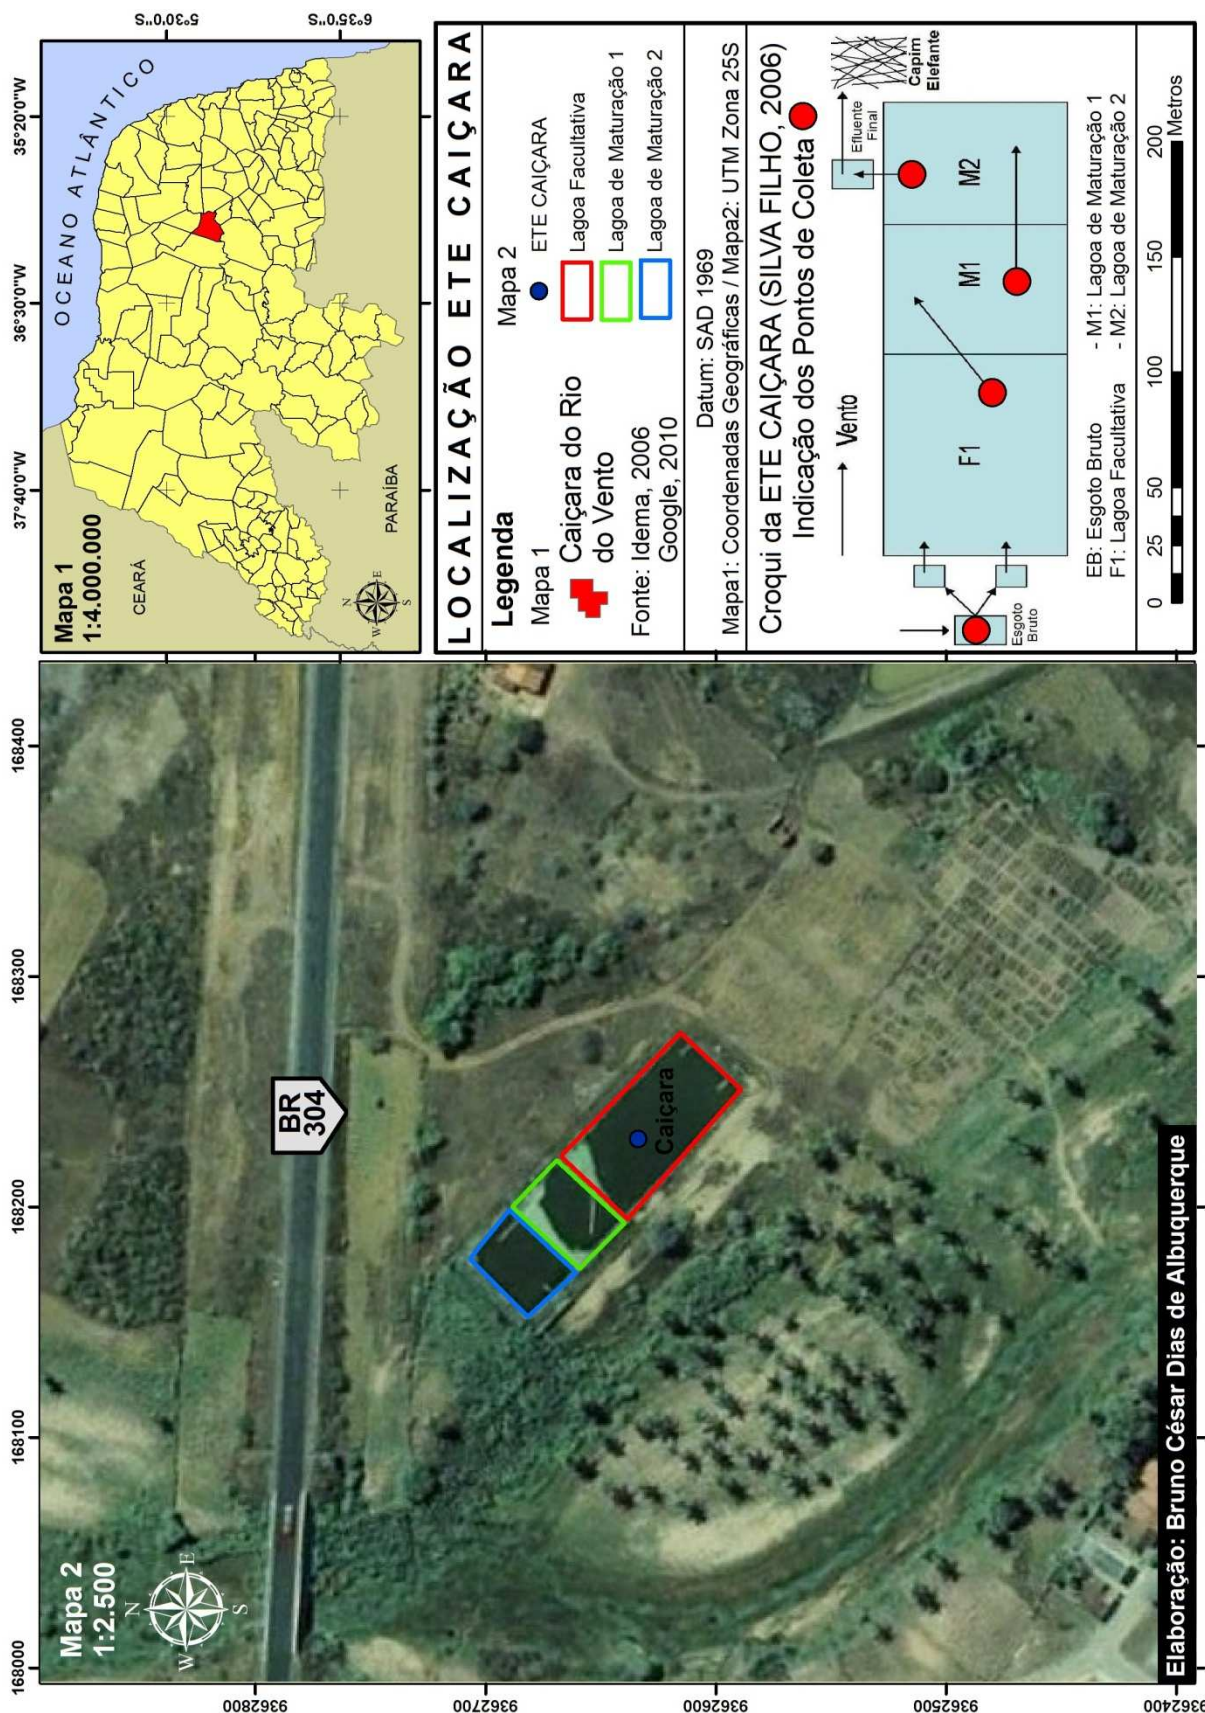 Mapa 2
1:2.500
N
W
E
S
168000
168100
168200
168300
168400
9362800
9362700
9362600
9362500
9362400
BR
304
Caiçara
Elaboração: Bruno César Dias de Albuquerque
Mapa 1
1:4.000.000
CEARÁ
PARAÍBA
OCEANO ATLÂNTICO
N
W
E
S
37°40'0"W
36°30'0"W
35°20'0"W
5°30'0"S
6°35'0"S
LOCALIZAÇÃO ETE CAIÇARA
Legenda
Mapa 1
Caiçara do Rio
do Vento
Mapa 2
ETE CAIÇARA
Lagoa Facultativa
Lagoa de Maturação 1
Lagoa de Maturação 2
Fonte: Idema, 2006
Google, 2010
Datum: SAD 1969
Mapa1: Coordenadas Geográficas / Mapa2: UTM Zona 25S
Croqui da ETE CAIÇARA (SILVA FILHO, 2006)
Indicação dos Pontos de Coleta
Vento
Esgoto
Bruto
F1
M1
M2
Efluente
Final
Capim
Elefante
EB: Esgoto Bruto - M1: Lagoa de Maturação 1
F1: Lagoa Facultativa - M2: Lagoa de Maturação 2
0 25 50 100 150 200
Metros